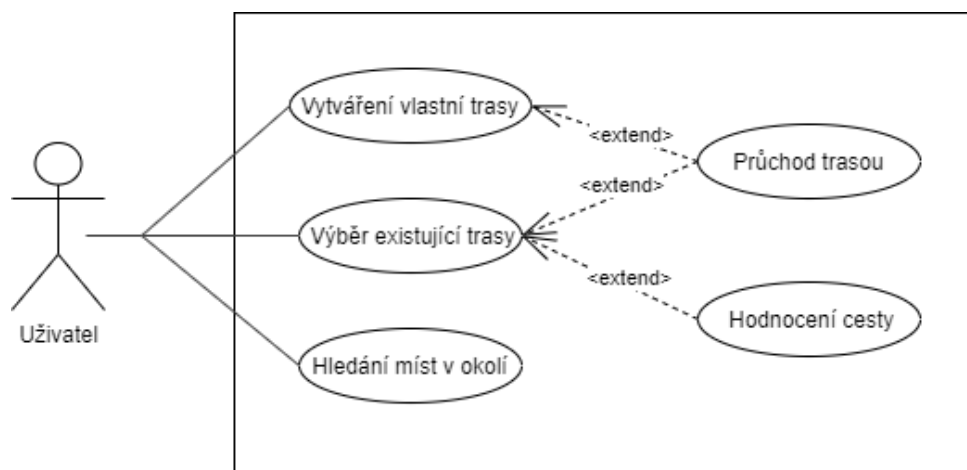 Vytváření vlastní trasy
<extend>
Průchod trasou
<extend>
Výběr existující trasy
<extend>
Hodnocení cesty
Uživatel
Hledání míst v okolí